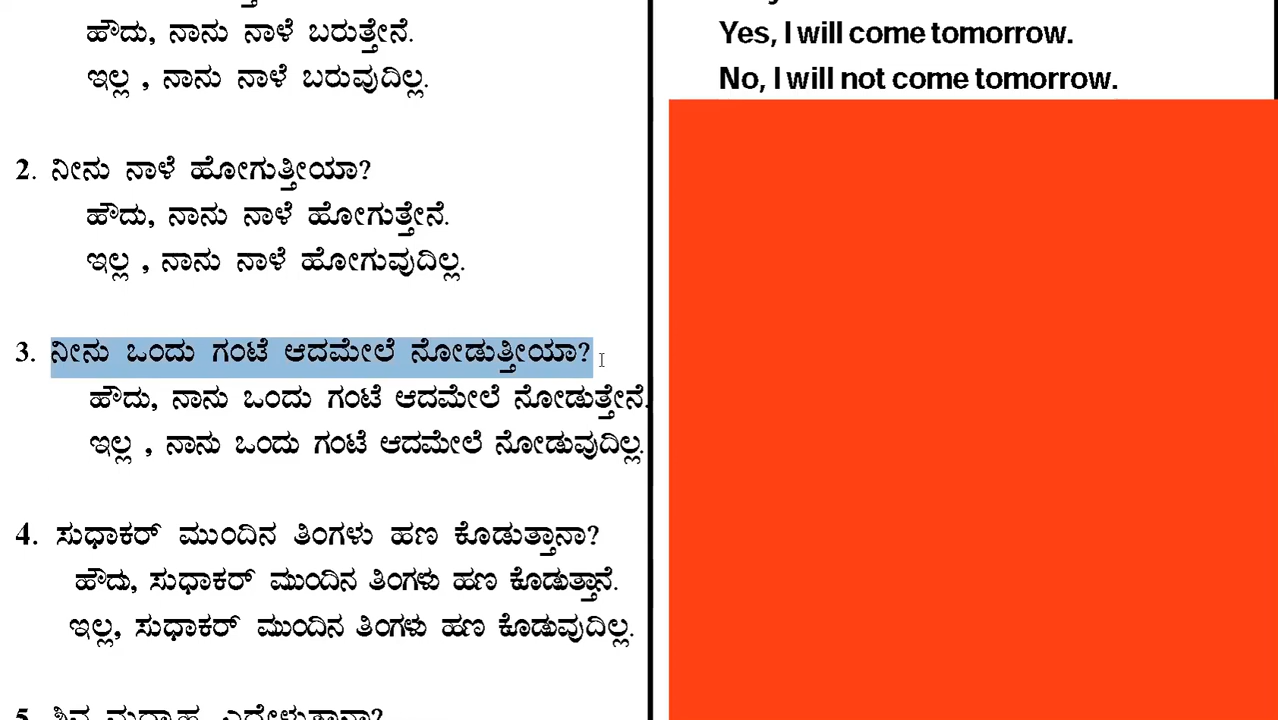 ಹೌದು, ನಾನು ನಾಳೆ ಬರುತ್ತೇನೆ.
ಇಲ್ಲ , ನಾನು ನಾಳೆ ಬರುವುದಿಲ್ಲ.
2. ನೀನು ನಾಳೆ ಹೋಗುತ್ತೀಯಾ?
ಹೌದು, ನಾನು ನಾಳೆ ಹೋಗುತ್ತೇನೆ.
ಇಲ್ಲ , ನಾನು ನಾಳೆ ಹೋಗುವುದಿಲ್ಲ.
3. ನೀನು ಒಂದು ಗಂಟೆ ಆದಮೇಲೆ ನೋಡುತ್ತೀಯಾ?
ಹೌದು, ನಾನು ಒಂದು ಗಂಟೆ ಆದಮೇಲೆ ನೋಡುತ್ತೇನೆ.
ಇಲ್ಲ , ನಾನು ಒಂದು ಗಂಟೆ ಆದಮೇಲೆ ನೋಡುವುದಿಲ್ಲ.
4. ಸುಧಾಕರ್ ಮುಂದಿನ ತಿಂಗಳು ಹಣ ಕೊಡುತ್ತಾನಾ?
ಹೌದು, ಸುಧಾಕರ್ ಮುಂದಿನ ತಿಂಗಳು ಹಣ ಕೊಡುತ್ತಾನೆ.
ಇಲ್ಲ, ಸುಧಾಕರ್ ಮುಂದಿನ ತಿಂಗಳು ಹಣ ಕೊಡುವುದಿಲ್ಲ.
5.
Yes, I will come tomorrow.
No, I will not come tomorrow.